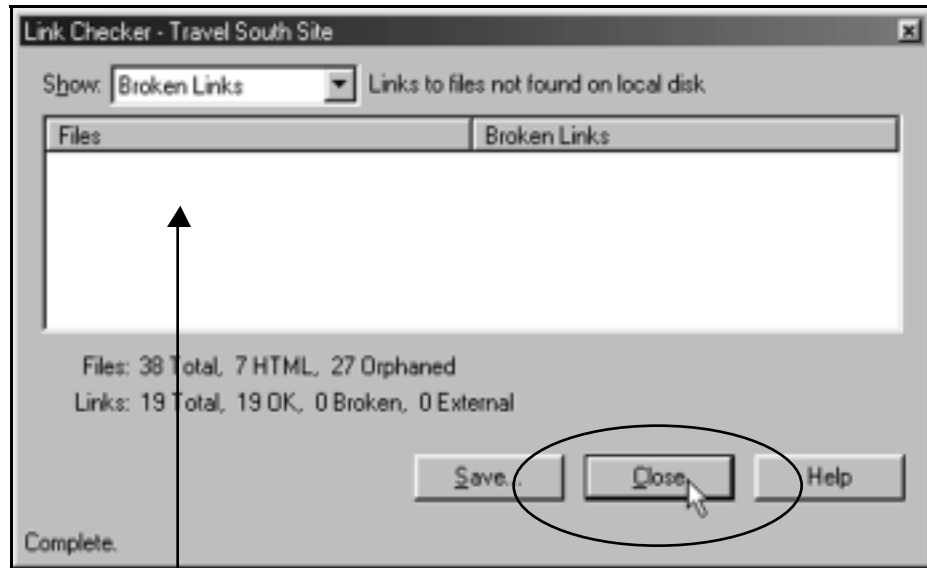 Link Checker - Travel South Site
Show: Broken Links Links to files not found on local disk
Files Broken Links
Files: 38 Total, 7 HTML, 27 Orphaned
Links: 19 Total, 19 OK, 0 Broken, 0 External
Save... Close Help
Complete.